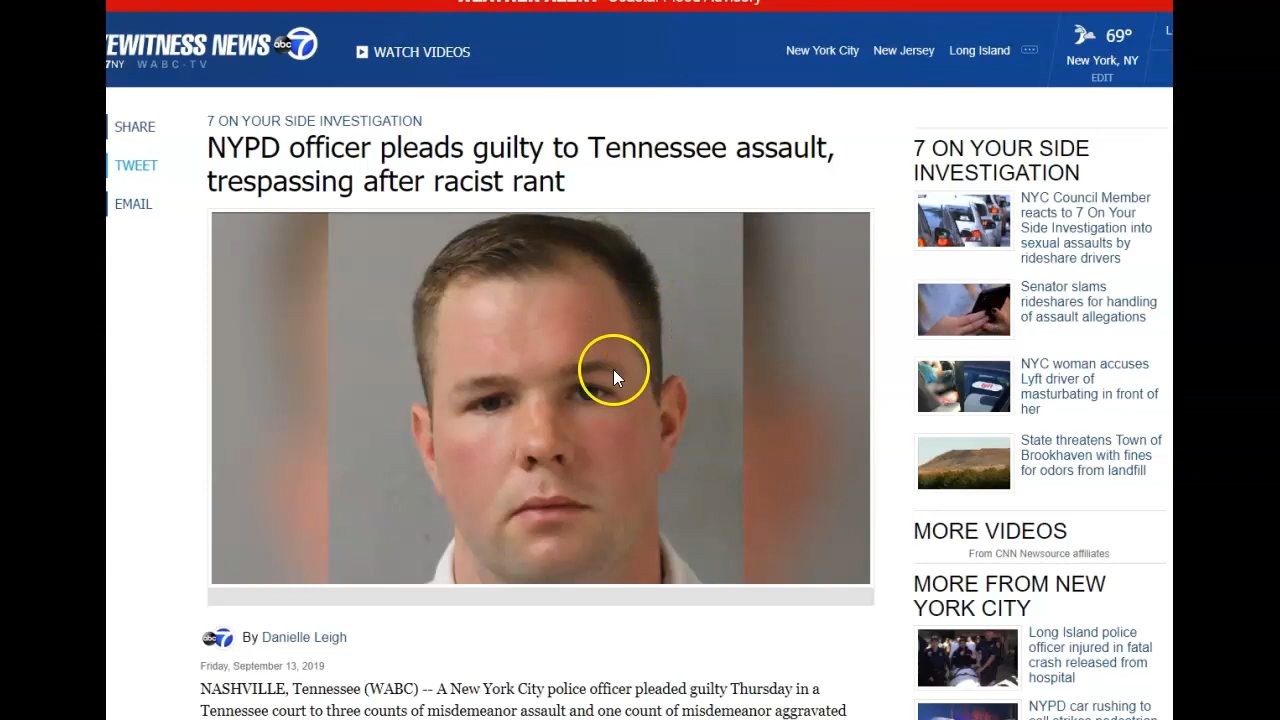 WEATHER ALERT Coastal Flood Advisory
EWITNESS NEWS abc 7
7NY WABC-TV
WATCH VIDEOS
New York City New Jersey Long Island
69°
New York, NY
EDIT
L
SHARE
TWEET
EMAIL
7 ON YOUR SIDE INVESTIGATION
NYPD officer pleads guilty to Tennessee assault,
trespassing after racist rant
abc 7 By Danielle Leigh
Friday, September 13, 2019
NASHVILLE, Tennessee (WABC) -- A New York City police officer pleaded guilty Thursday in a
Tennessee court to three counts of misdemeanor assault and one count of misdemeanor aggravated
7 ON YOUR SIDE
INVESTIGATION
NYC Council Member
reacts to 7 On Your
Side Investigation into
sexual assaults by
rideshare drivers
Senator slams
rideshares for handling
of assault allegations
NYC woman accuses
Lyft driver of
masturbating in front of
her
State threatens Town of
Brookhaven with fines
for odors from landfill
MORE VIDEOS
From CNN Newsource affiliates
MORE FROM NEW
YORK CITY
Long Island police
officer injured in fatal
crash released from
hospital
NYPD car rushing to
call strikes pedestrian